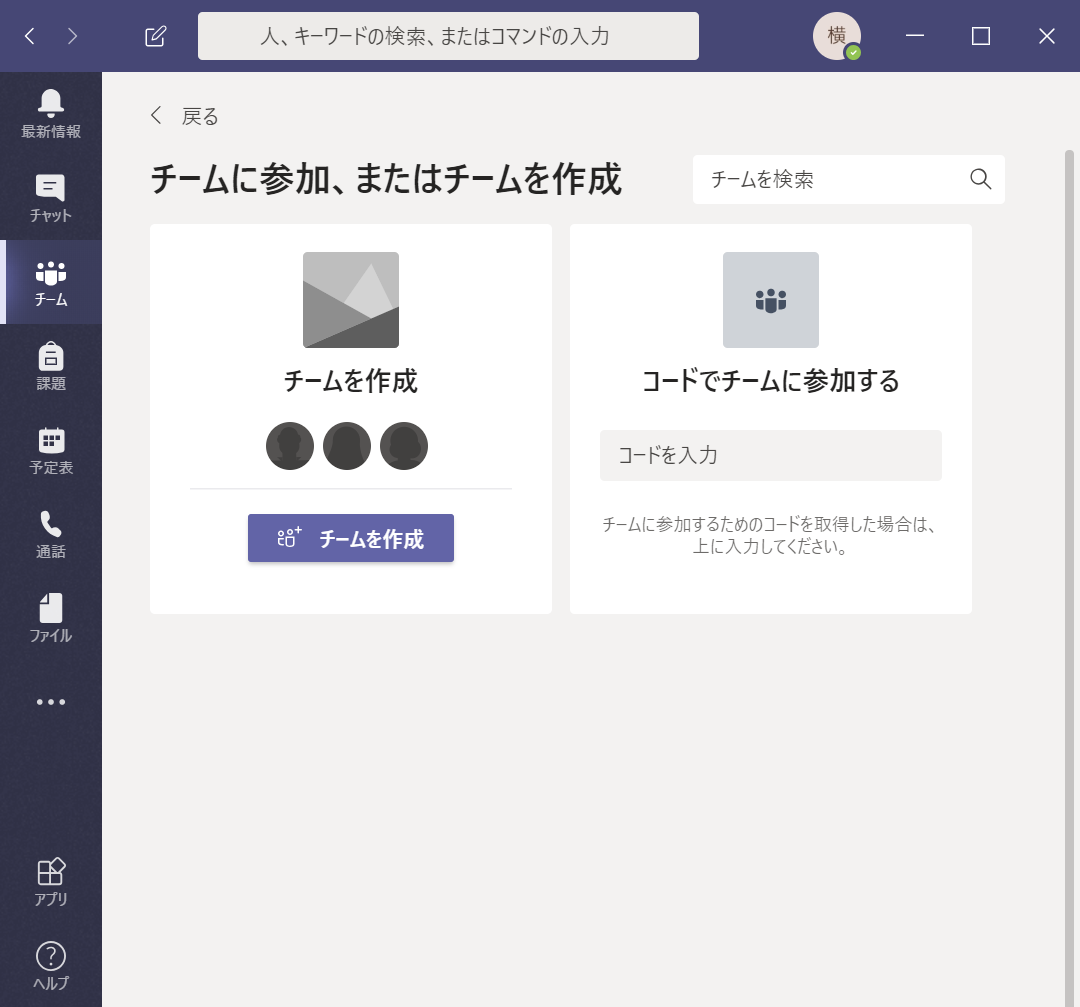 人、キーワードの検索、またはコマンドの入力
横
最新情報
チャット
チーム
課題
予定表
通話
ファイル
アプリ
ヘルプ
戻る
チームに参加、またはチームを作成
チームを検索
チームを作成
チームを作成
コードでチームに参加する
コードを入力
チームに参加するためのコードを取得した場合は、
上に入力してください。